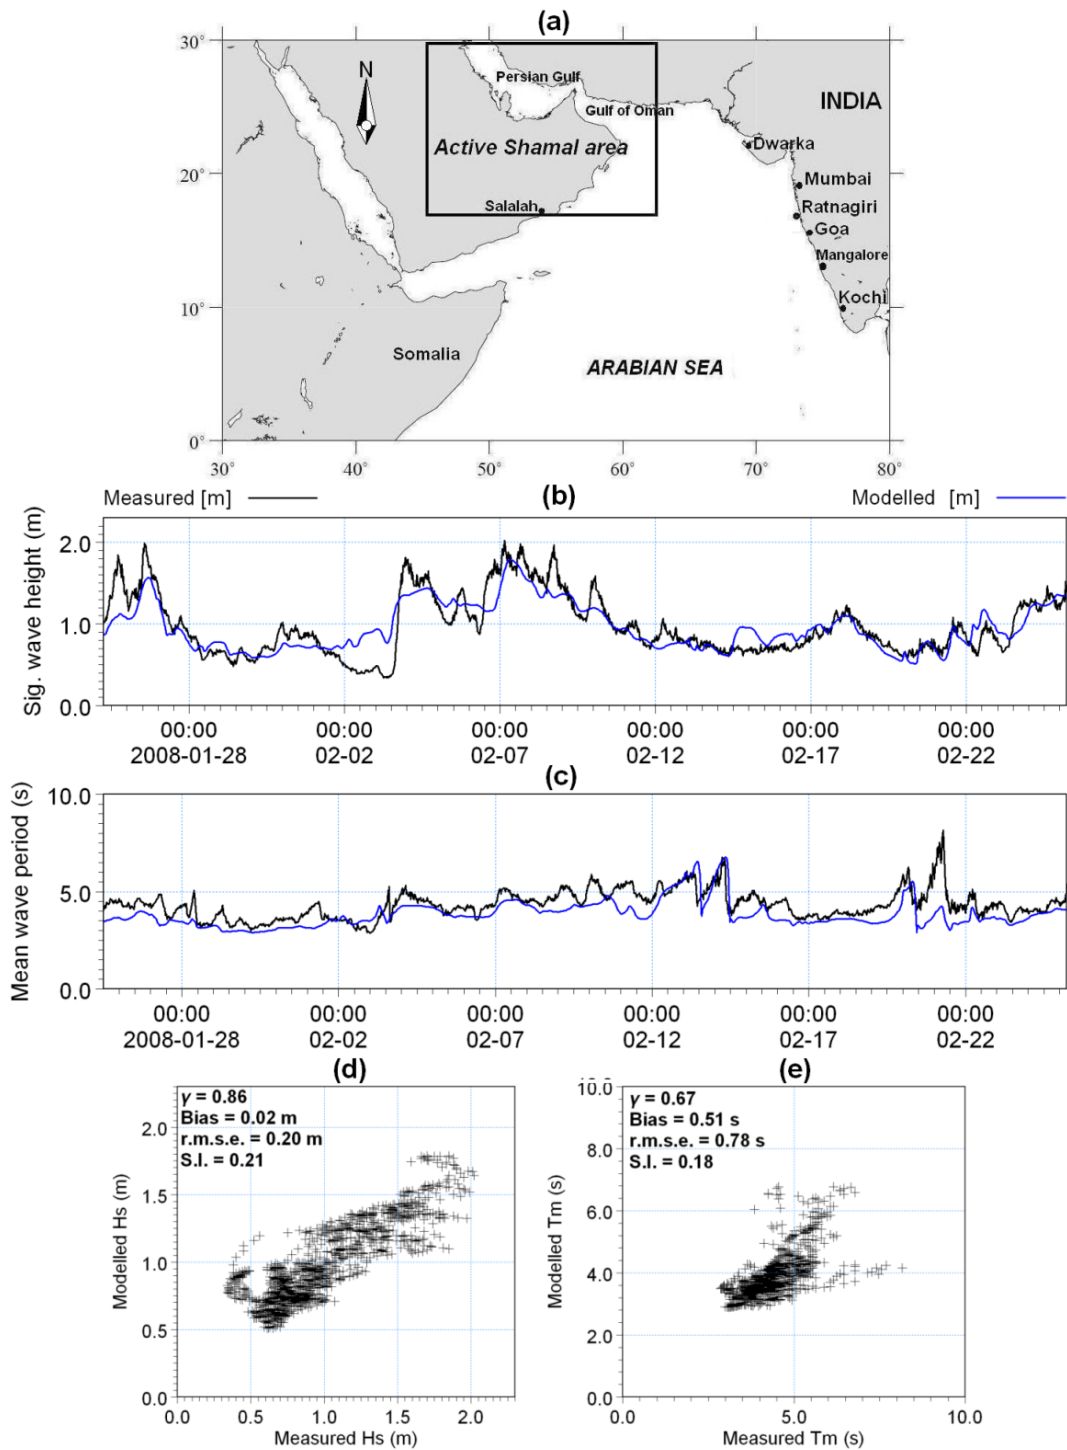 (a)
30°
N
Persian Gulf
INDIA
Gulf of Oman
Active Shamal area
Dwarka
20°
Mumbai
Salalah
Ratnagiri
Goa
Mangalore
10°
Kochi
Somalia
ARABIAN SEA
0°
30° 40° 50° 60° 70° 80°
Measured [m] (b) Modelled [m]
Sig. wave height (m)
2.0
1.0
0.0
00:00 00:00 00:00 00:00 00:00 00:00
2008-01-28 02-02 02-07 02-12 02-17 02-22
(c)
Mean wave period (s)
10.0
5.0
0.0
00:00 00:00 00:00 00:00 00:00 00:00
2008-01-28 02-02 02-07 02-12 02-17 02-22
(d)
γ = 0.86
Bias = 0.02 m
r.m.s.e. = 0.20 m
S.I. = 0.21
Modelled Hs (m)
2.0
1.5
1.0
0.5
0.0
0.0 0.5 1.0 1.5 2.0
Measured Hs (m)
(e)
10.0
γ = 0.67
Bias = 0.51 s
r.m.s.e. = 0.78 s
S.I. = 0.18
Modelled Tm (s)
8.0
6.0
4.0
2.0
0.0
0.0 5.0 10.0
Measured Tm (s)